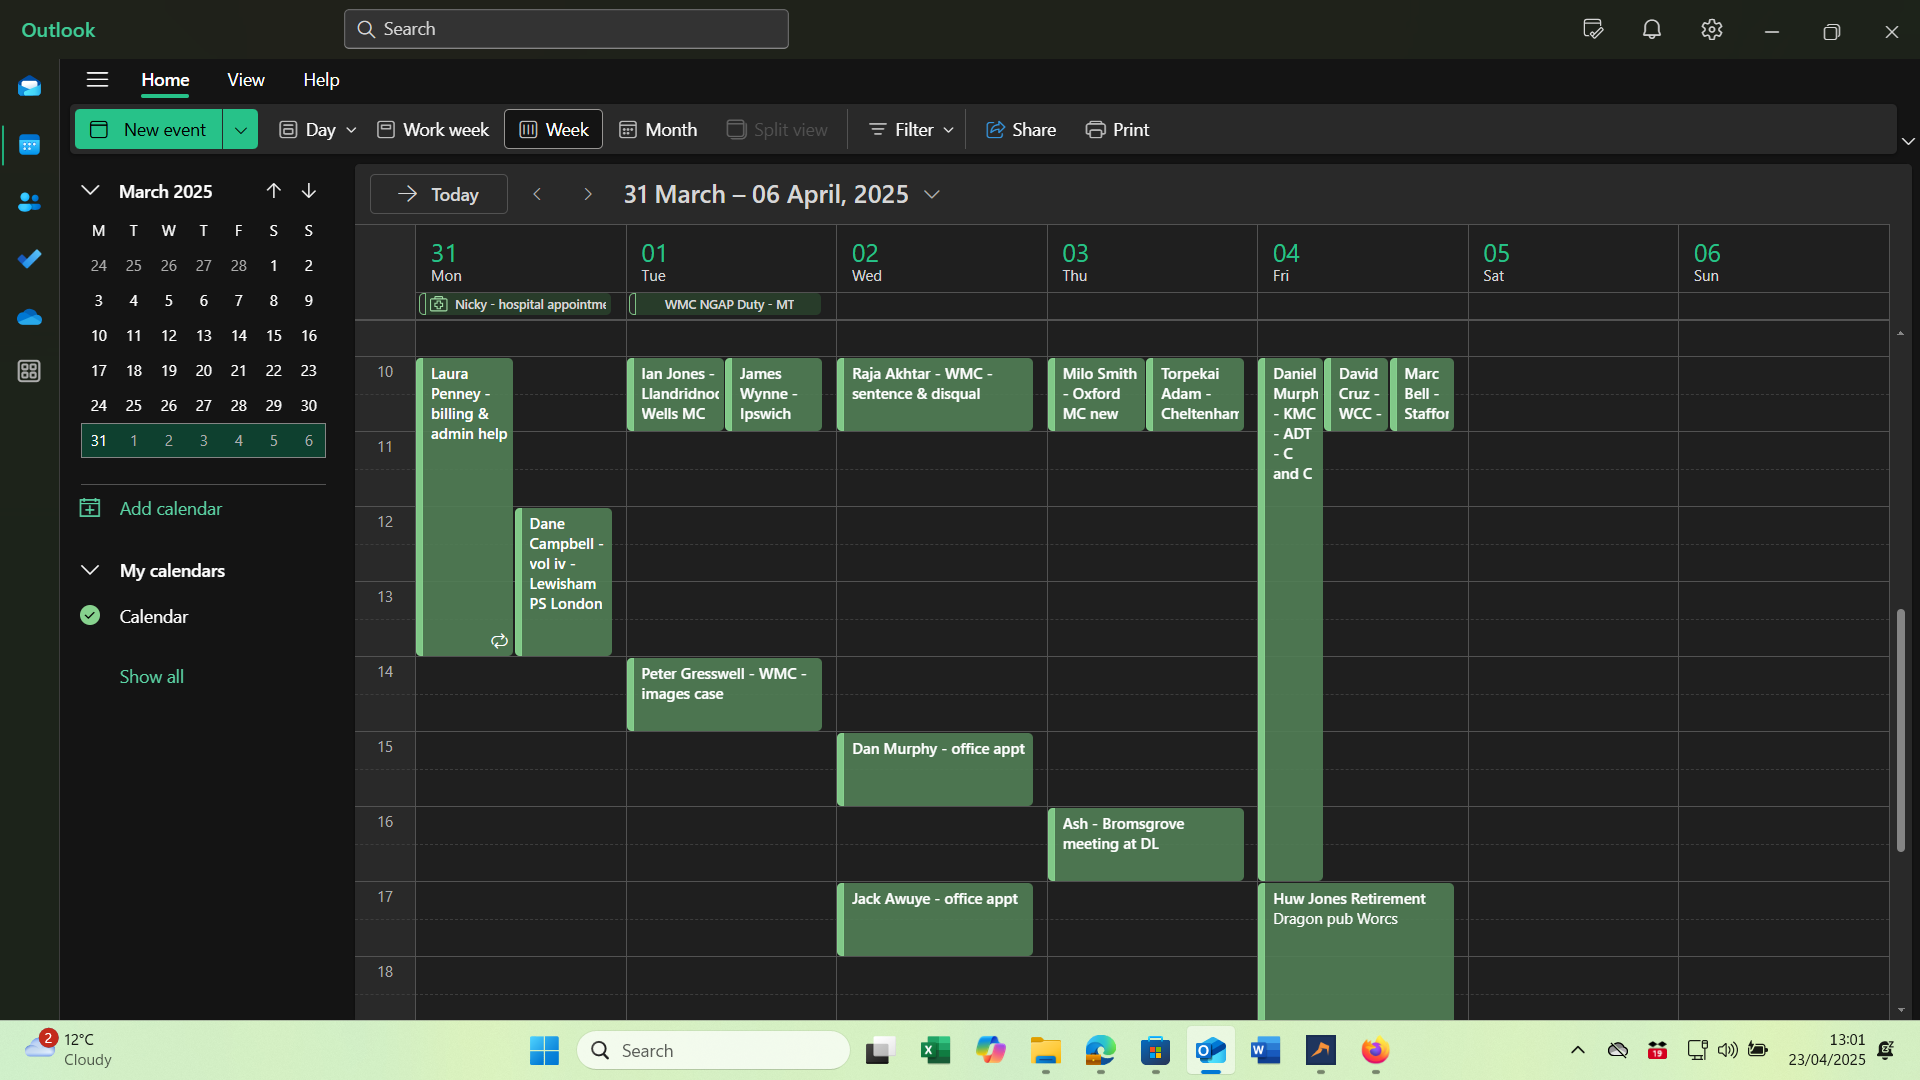 Outlook
Search
Home View Help
New event Day Work week Week Month Split view Filter Share Print
March 2025
M T W T F S S
24 25 26 27 28 1 2
3 4 5 6 7 8 9
10 11 12 13 14 15 16
17 18 19 20 21 22 23
24 25 26 27 28 29 30
31 1 2 3 4 5 6
Add calendar
My calendars
Calendar
Show all
Today 31 March – 06 April, 2025
31 01 02 03 04 05 06
Mon Tue Wed Thu Fri Sat Sun
Nicky - hospital appointme
WMC NGAP Duty - MT
10
11
12
13
14
15
16
17
18
Laura
Penney -
billing &
admin help
Dane
Campbell -
vol iv -
Lewisham
PS London
Ian Jones -
Llandridnod
Wells MC
James
Wynne -
Ipswich
Peter Gresswell - WMC -
images case
Raja Akhtar - WMC -
sentence & disqual
Dan Murphy - office appt
Jack Awuye - office appt
Milo Smith
- Oxford
MC new
Torpekai
Adam -
Cheltenham
Ash - Bromsgrove
meeting at DL
Daniel
Murph
- KMC
- ADT
- C
and C
David
Cruz -
WCC -
Marc
Bell -
Staffor
Huw Jones Retirement
Dragon pub Worcs
2
12°C
Cloudy
Search
19
13:01
23/04/2025